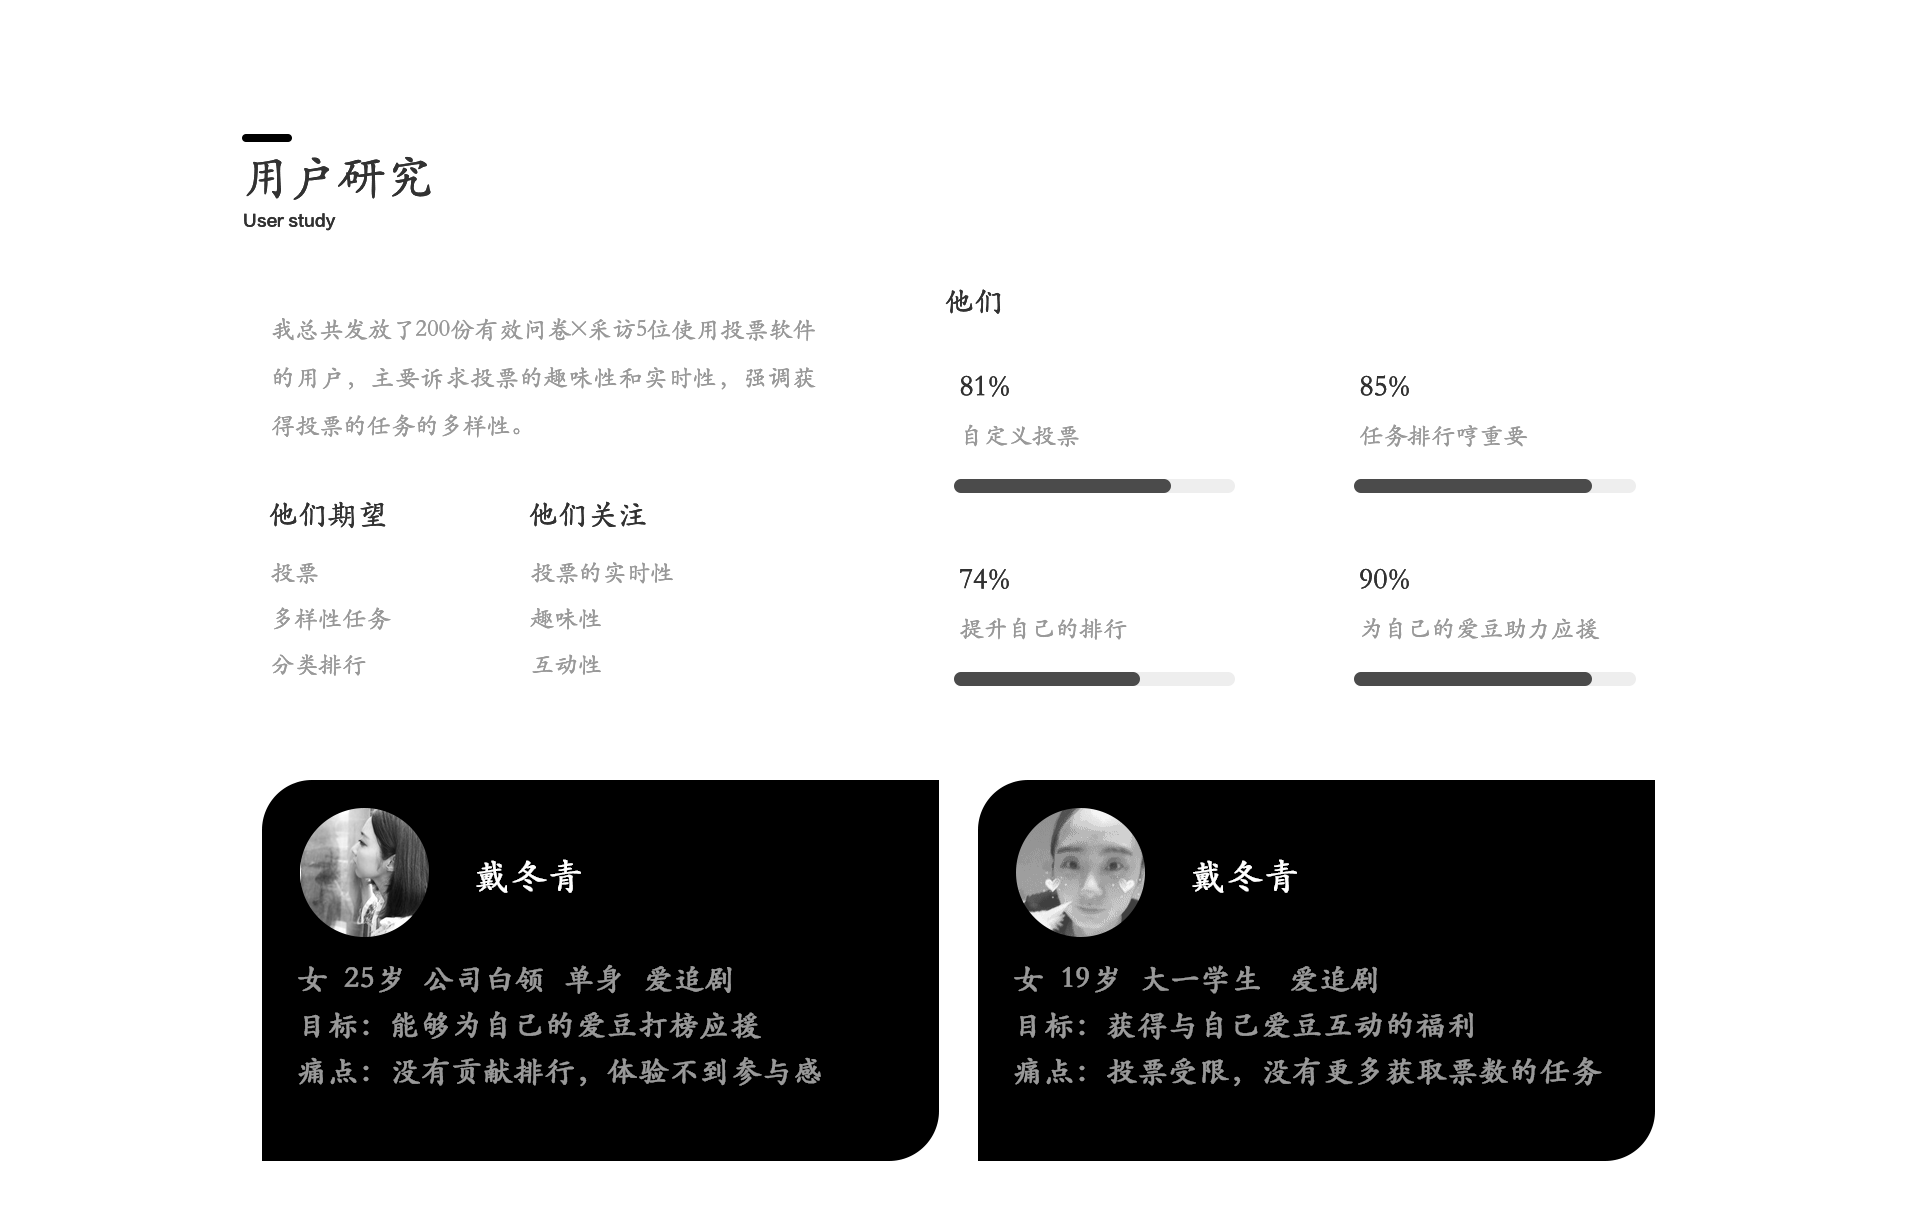 用户研究
User study
我总共发放了200份有效问卷×采访5位使用投票软件
的用户，主要诉求投票的趣味性和实时性，强调获
得投票的任务的多样性。
他们期望
投票
多样性任务
分类排行
他们关注
投票的实时性
趣味性
互动性
他们
81%
自定义投票
85%
任务排行哼重要
74%
提升自己的排行
90%
为自己的爱豆助力应援
戴冬青
女 25岁 公司白领 单身 爱追剧
目标：能够为自己的爱豆打榜应援
痛点：没有贡献排行，体验不到参与感
戴冬青
女 19岁 大一学生 爱追剧
目标：获得与自己爱豆互动的福利
痛点：投票受限，没有更多获取票数的任务